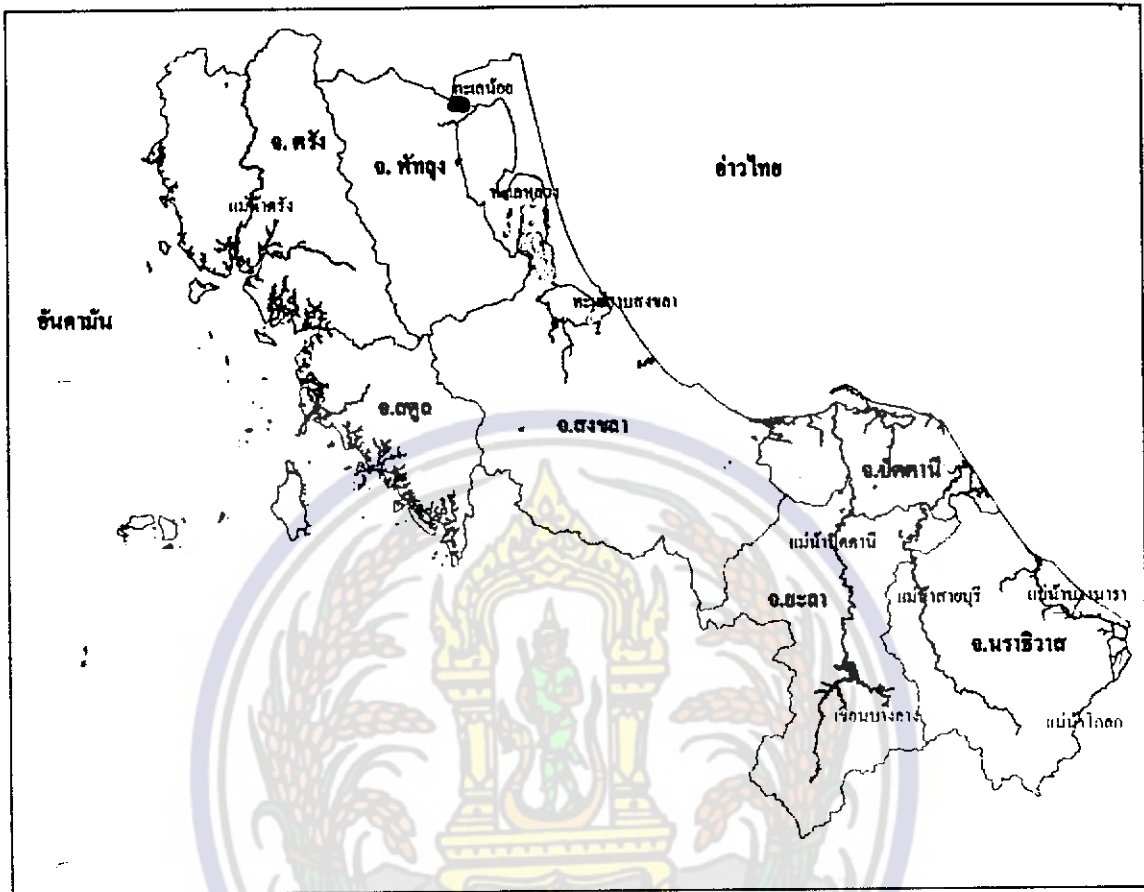 ทะเลน้อย
จ. ตรัง
จ. พัทลุง
อ่าวไทย
ทะเลหลวง
แม่น้ำตรัง
อันดามัน
ทะเลสาบสงขลา
จ.สตูล
จ.สงขลา
จ.ปัตตานี
แม่น้ำปัตตานี
แม่น้ำสายบุรี
แม่น้ำบางนารา
จ.ยะลา
จ.นราธิวาส
เขื่อนบางลาง
แม่น้ำโกลก